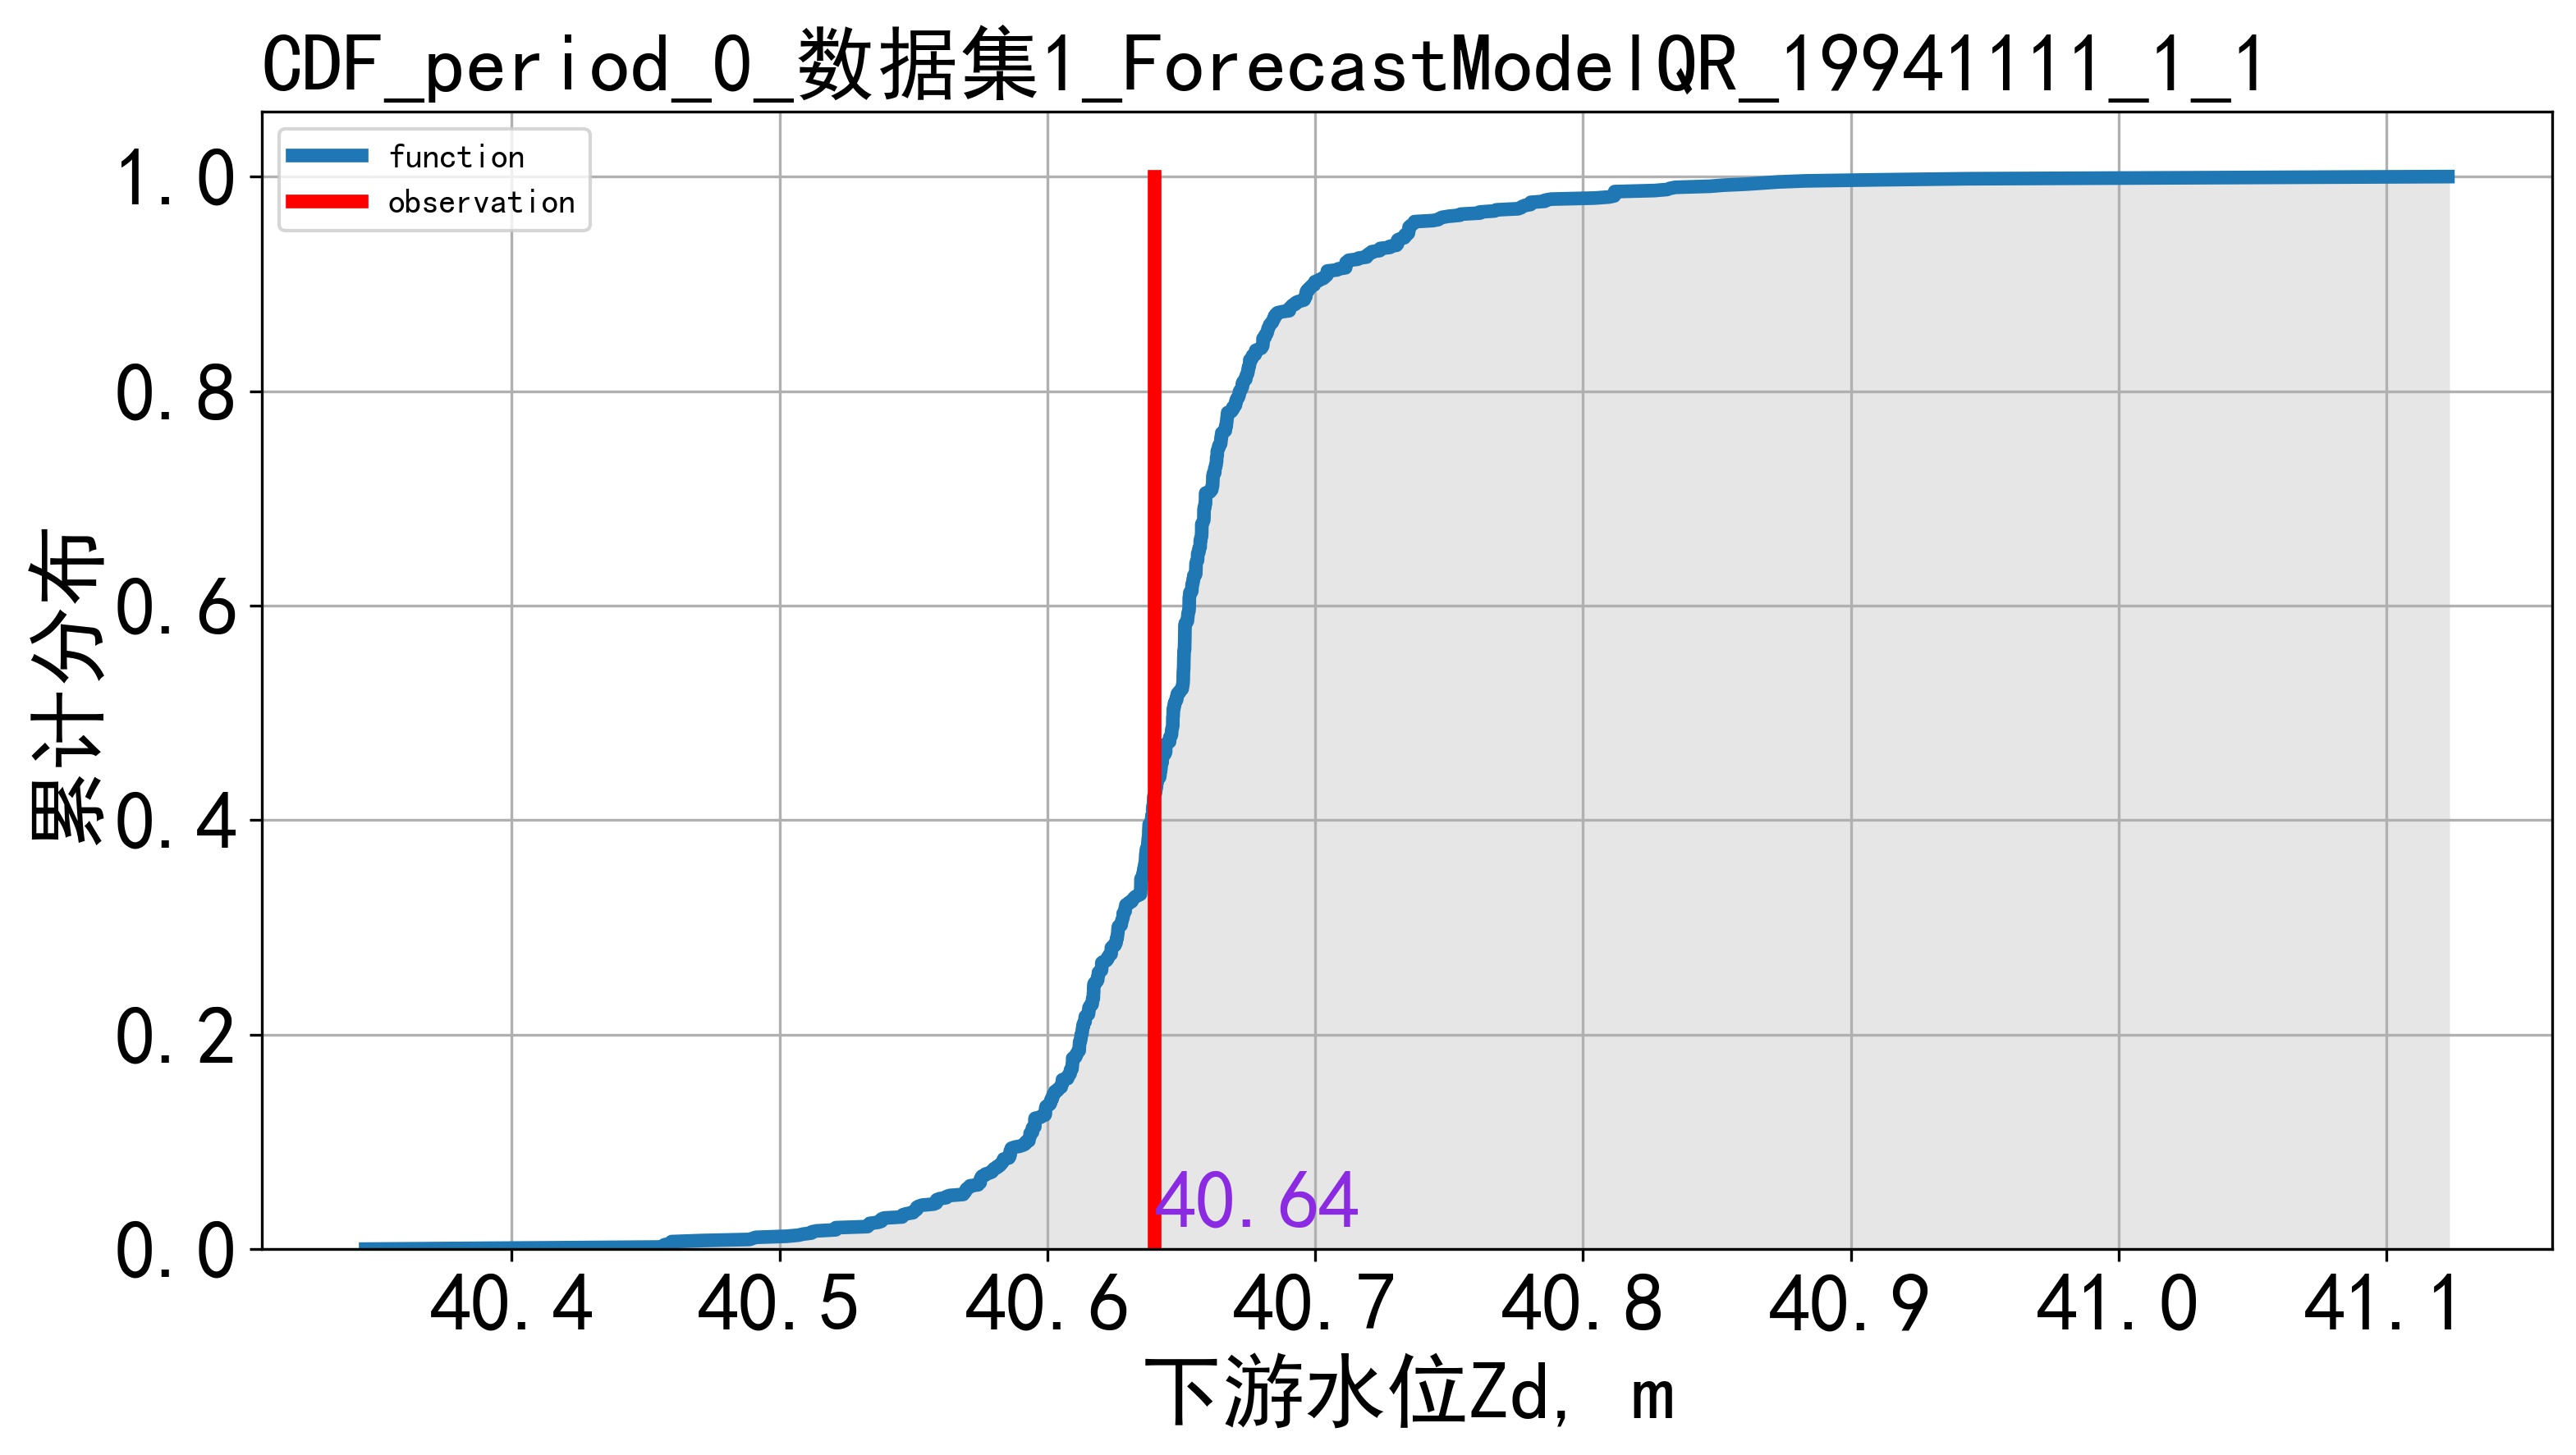 CDF_period_0_数据集1_ForecastModelQR_19941111_1_1
function
observation
1.0
0.8
0.6
0.4
0.2
0.0
累计分布
40.64
40.4 40.5 40.6 40.7 40.8 40.9 41.0 41.1
下游水位Zd, m